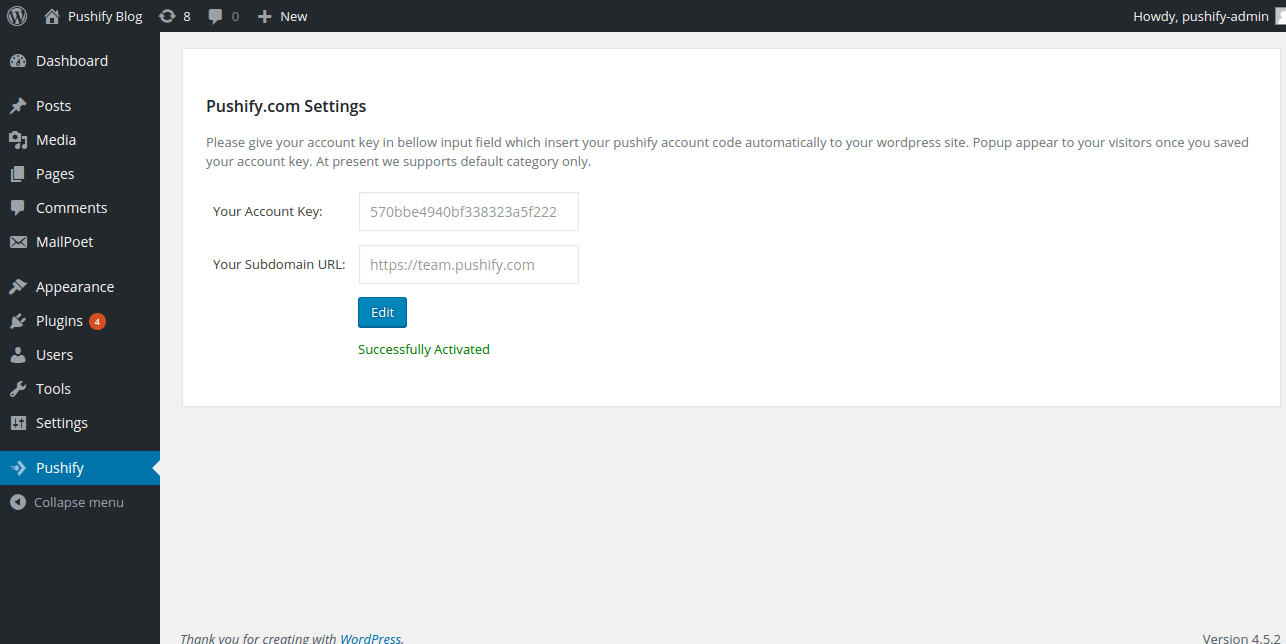 Pushify Blog 8 0 New Howdy, pushify-admin
Dashboard
Posts
Media
Pages
Comments
MailPoet
Appearance
Plugins 4
Users
Tools
Settings
Pushify
Collapse menu
Pushify.com Settings
Please give your account key in bellow input field which insert your pushify account code automatically to your wordpress site. Popup appear to your visitors once you saved
your account key. At present we supports default category only.
Your Account Key: 570bbe4940bf338323a5f222
Your Subdomain URL: https://team.pushify.com
Edit
Successfully Activated
Thank you for creating with WordPress. Version 4.5.2